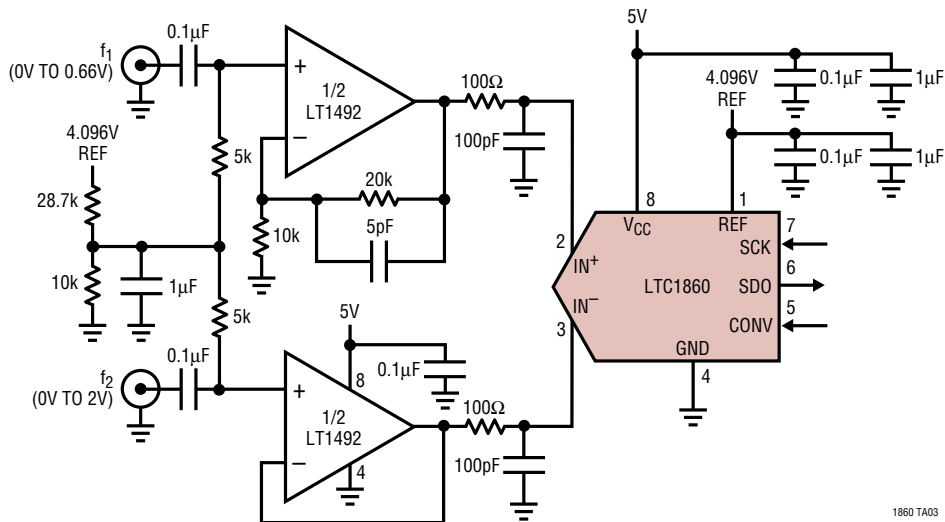 f1
(0V TO 0.66V)
0.1µF
+
1/2
LT1492
−
100Ω
100pF
5V
4.096V
REF
0.1µF
1µF
0.1µF
1µF
4.096V
REF
5k
28.7k
20k
10k
5pF
10k
1µF
5k
8
1
VCC
REF
7
SCK
2
IN+
6
LTC1860
SDO
IN−
3
5
CONV
GND
4
5V
0.1µF
8
f2
(0V TO 2V)
0.1µF
+
1/2
LT1492
−
4
100Ω
100pF
1860 TA03